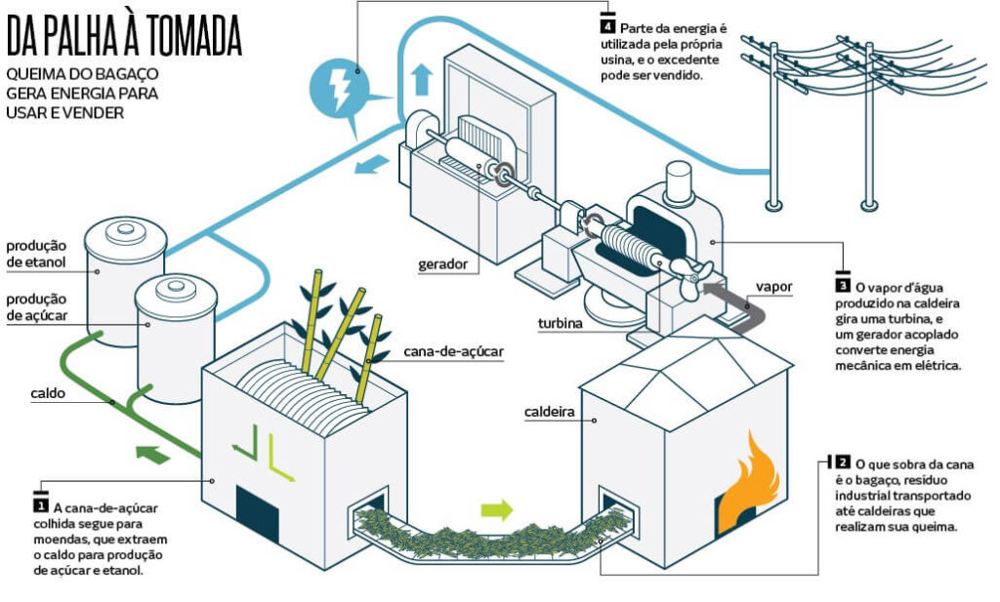 DA PALHA À TOMADA
QUEIMA DO BAGAÇO
GERA ENERGIA PARA
USAR E VENDER
4 Parte da energia é
utilizada pela própria
usina, e o excedente
pode ser vendido.
produção
de etanol
produção
de açúcar
gerador
vapor
turbina
3 O vapor d'água
produzido na caldeira
gira uma turbina, e
um gerador acoplado
converte energia
mecânica em elétrica.
cana-de-açúcar
caldo
caldeira
2 O que sobra da cana
é o bagaço, resíduo
industrial transportado
até caldeiras que
realizam sua queima.
1 A cana-de-açúcar
colhida segue para
moendas, que extraem
o caldo para produção
de açúcar e etanol.